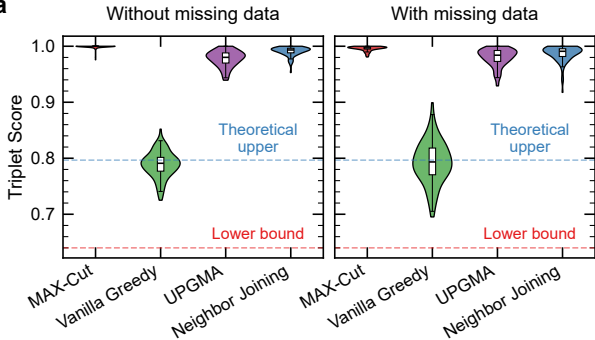 a
Without missing data
With missing data
Triplet Score
1.0
0.9
0.8
0.7
Theoretical
upper
Lower bound
Theoretical
upper
Lower bound
MAX-Cut
Vanilla Greedy
UPGMA
Neighbor Joining
MAX-Cut
Vanilla Greedy
UPGMA
Neighbor Joining